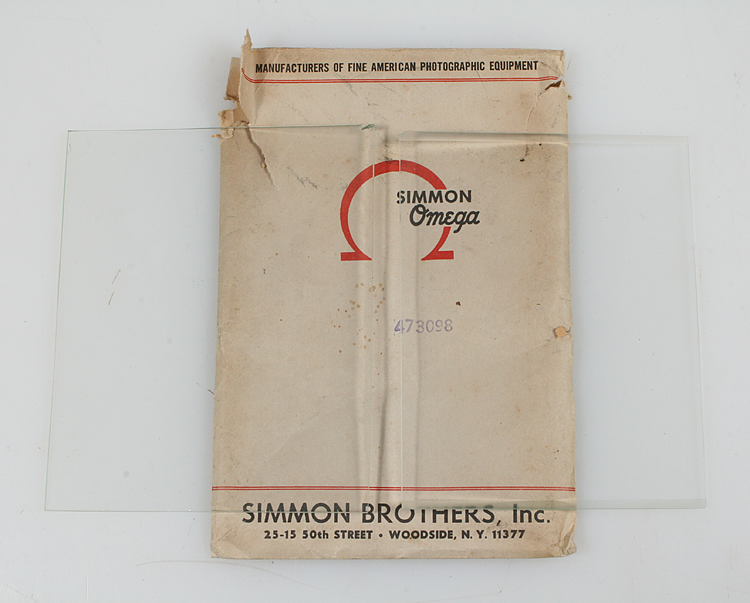 MANUFACTURERS OF FINE AMERICAN PHOTOGRAPHIC EQUIPMENT
SIMMON
Omega
473098
SIMMON BROTHERS, Inc.
25-15 50th STREET • WOODSIDE, N. Y. 11377